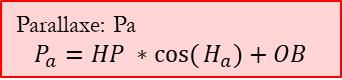 Parallaxe: Pa
P_a = HP * cos(H_a) + OB